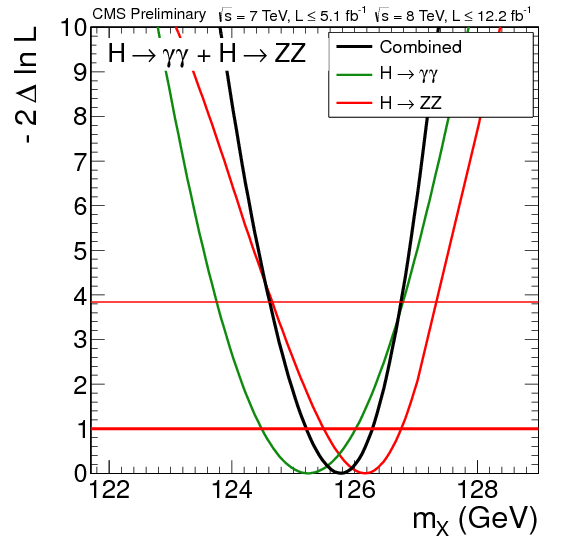 CMS Preliminary √s = 7 TeV, L ≤ 5.1 fb⁻¹ √s = 8 TeV, L ≤ 12.2 fb⁻¹
- 2 Δ ln L
10
9
8
7
6
5
4
3
2
1
0
H → γγ + H → ZZ
Combined
H → γγ
H → ZZ
122 124 126 128
m_X (GeV)